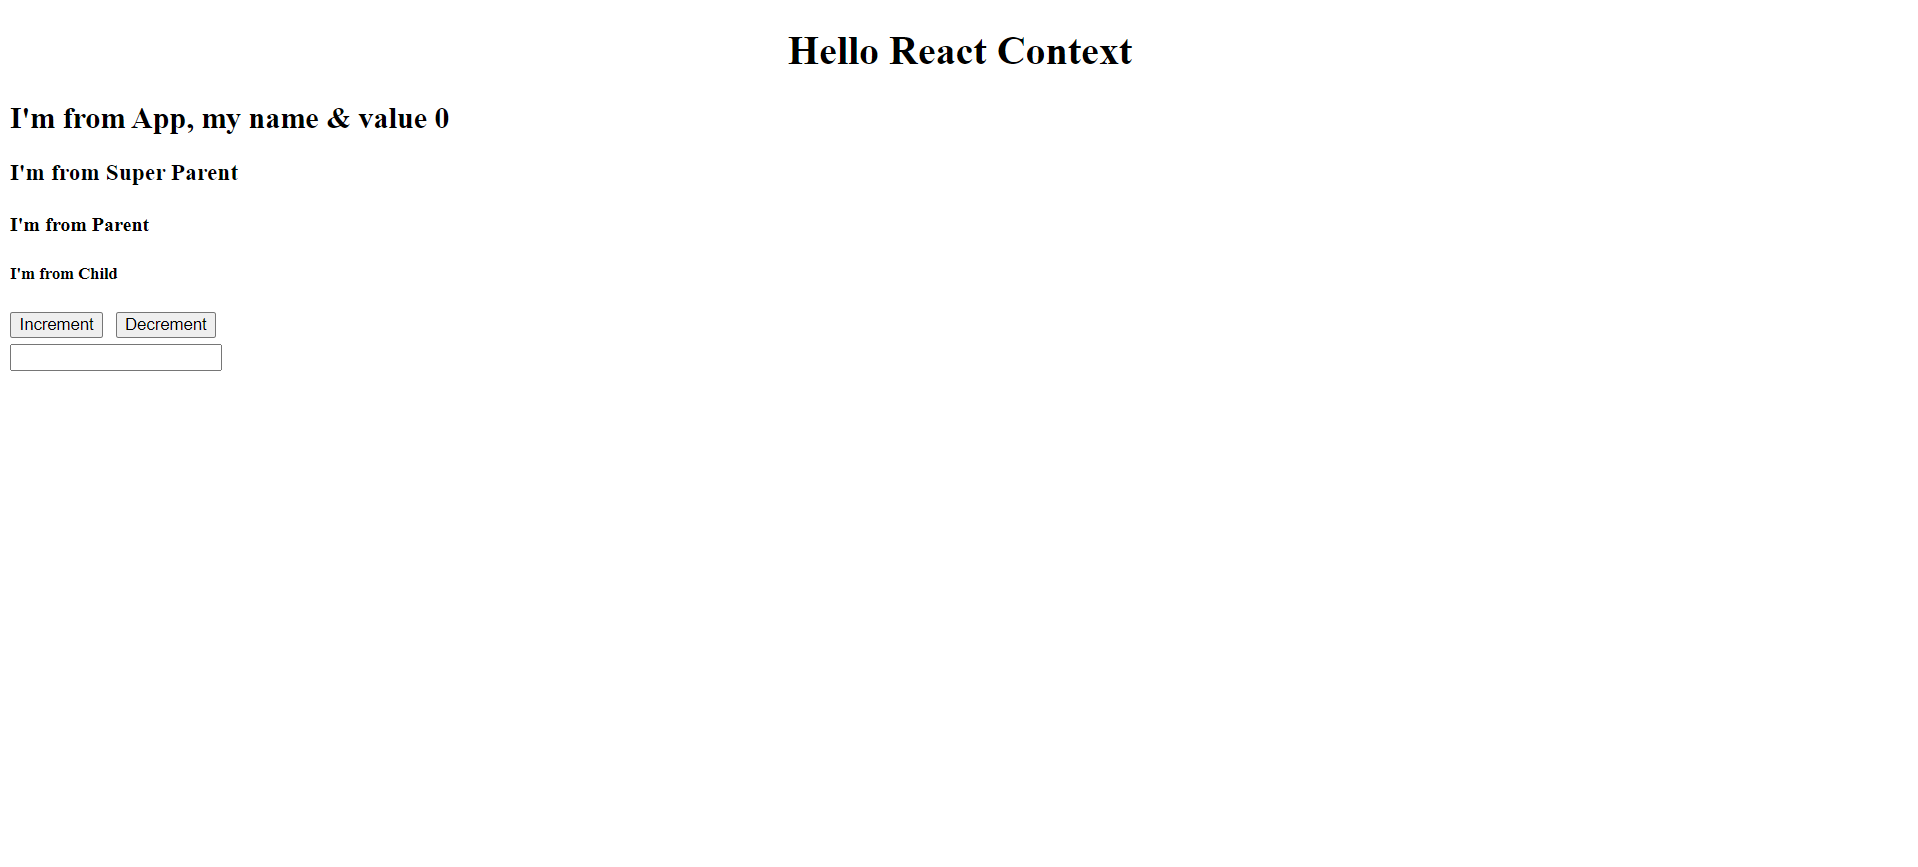 Hello React Context
I'm from App, my name & value 0
I'm from Super Parent
I'm from Parent
I'm from Child
Increment Decrement